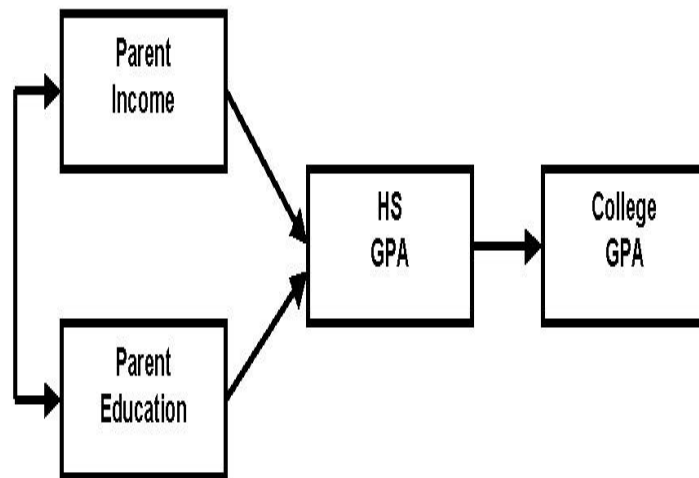 Parent
Income
HS
GPA
College
GPA
Parent
Education